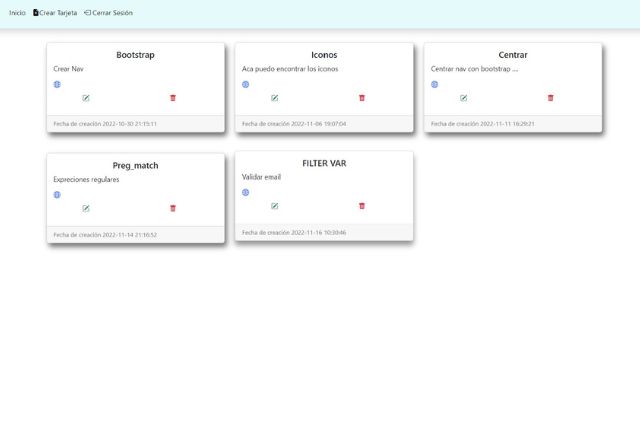 Inicio Crear Tarjeta Cerrar Sesión
Bootstrap
Crear Nav
Fecha de creación 2022-10-30 21:15:11
Iconos
Aca puedo encontrar los iconos
Fecha de creación 2022-11-06 19:07:04
Centrar
Centrar nav con bootstrap ...
Fecha de creación 2022-11-11 16:29:21
Preg_match
Expreciones regulares
Fecha de creación 2022-11-14 21:16:52
FILTER VAR
Validar email
Fecha de creación 2022-11-16 10:30:46